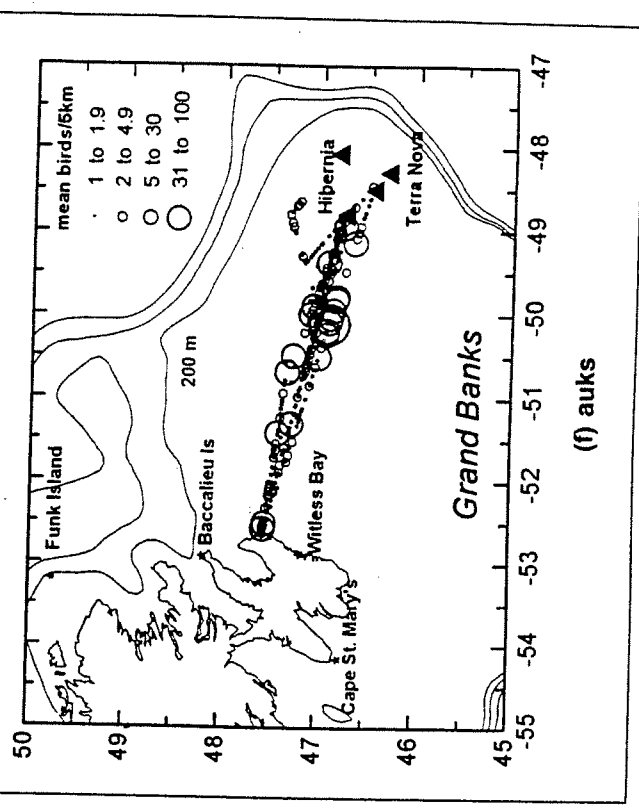 mean birds/5km
1 to 1.9
2 to 4.9
5 to 30
31 to 100
50
49
48
47
46
45
Funk Island
200 m
Baccalieu Is
Witless Bay
Cape St. Mary's
Hibernia
Terra Nova
Grand Banks
-55
-54
-53
-52
-51
-50
-49
-48
-47
(f) auks